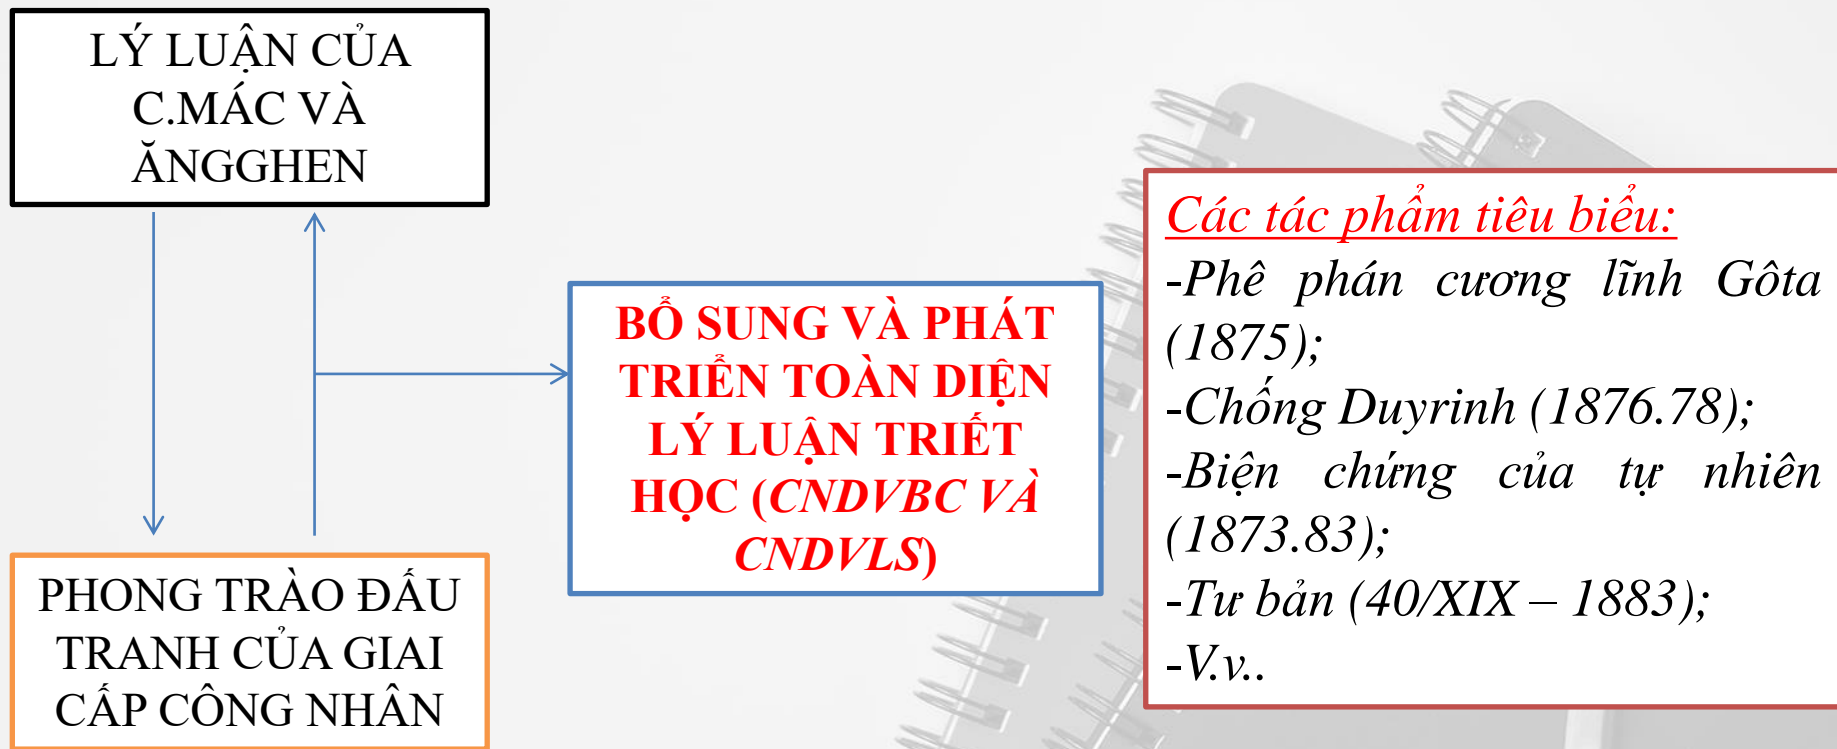 LÝ LUẬN CỦA
C.MÁC VÀ
ĂNGGHEN
PHONG TRÀO ĐẤU
TRANH CỦA GIAI
CẤP CÔNG NHÂN
BỔ SUNG VÀ PHÁT
TRIỂN TOÀN DIỆN
LÝ LUẬN TRIẾT
HỌC (CNDVBC VÀ
CNDVLS)
Các tác phẩm tiêu biểu:
-Phê phán cương lĩnh Gôta
(1875);
-Chống Duyrinh (1876.78);
-Biện chứng của tự nhiên
(1873.83);
-Tư bản (40/XIX – 1883);
-V.v..